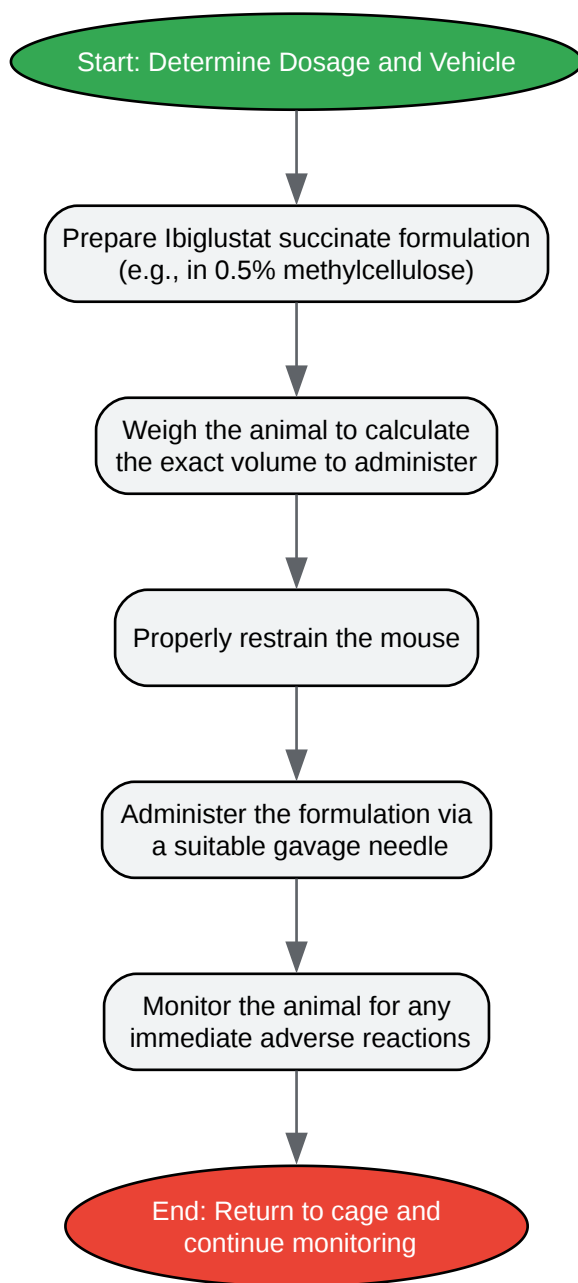 Start: Determine Dosage and Vehicle
Prepare Ibiglustat succinate formulation
(e.g., in 0.5% methylcellulose)
Weigh the animal to calculate
the exact volume to administer
Properly restrain the mouse
Administer the formulation via
a suitable gavage needle
Monitor the animal for any
immediate adverse reactions
End: Return to cage and
continue monitoring